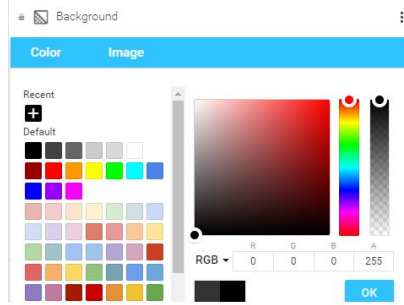 Background
Color Image
Recent
Default
R G B A
RGB 0 0 0 255
OK